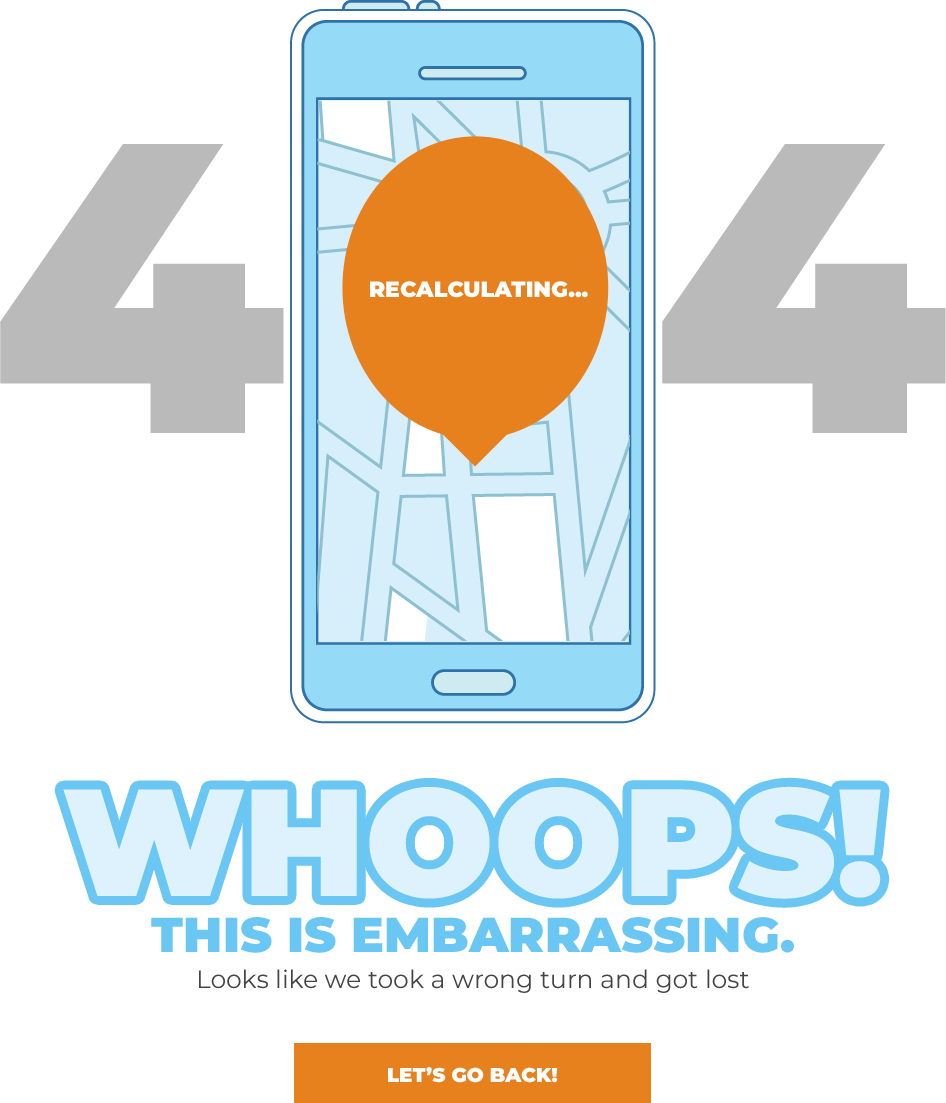 4 4
RECALCULATING...
WHOOPS!
THIS IS EMBARRASSING.
Looks like we took a wrong turn and got lost
LET’S GO BACK!